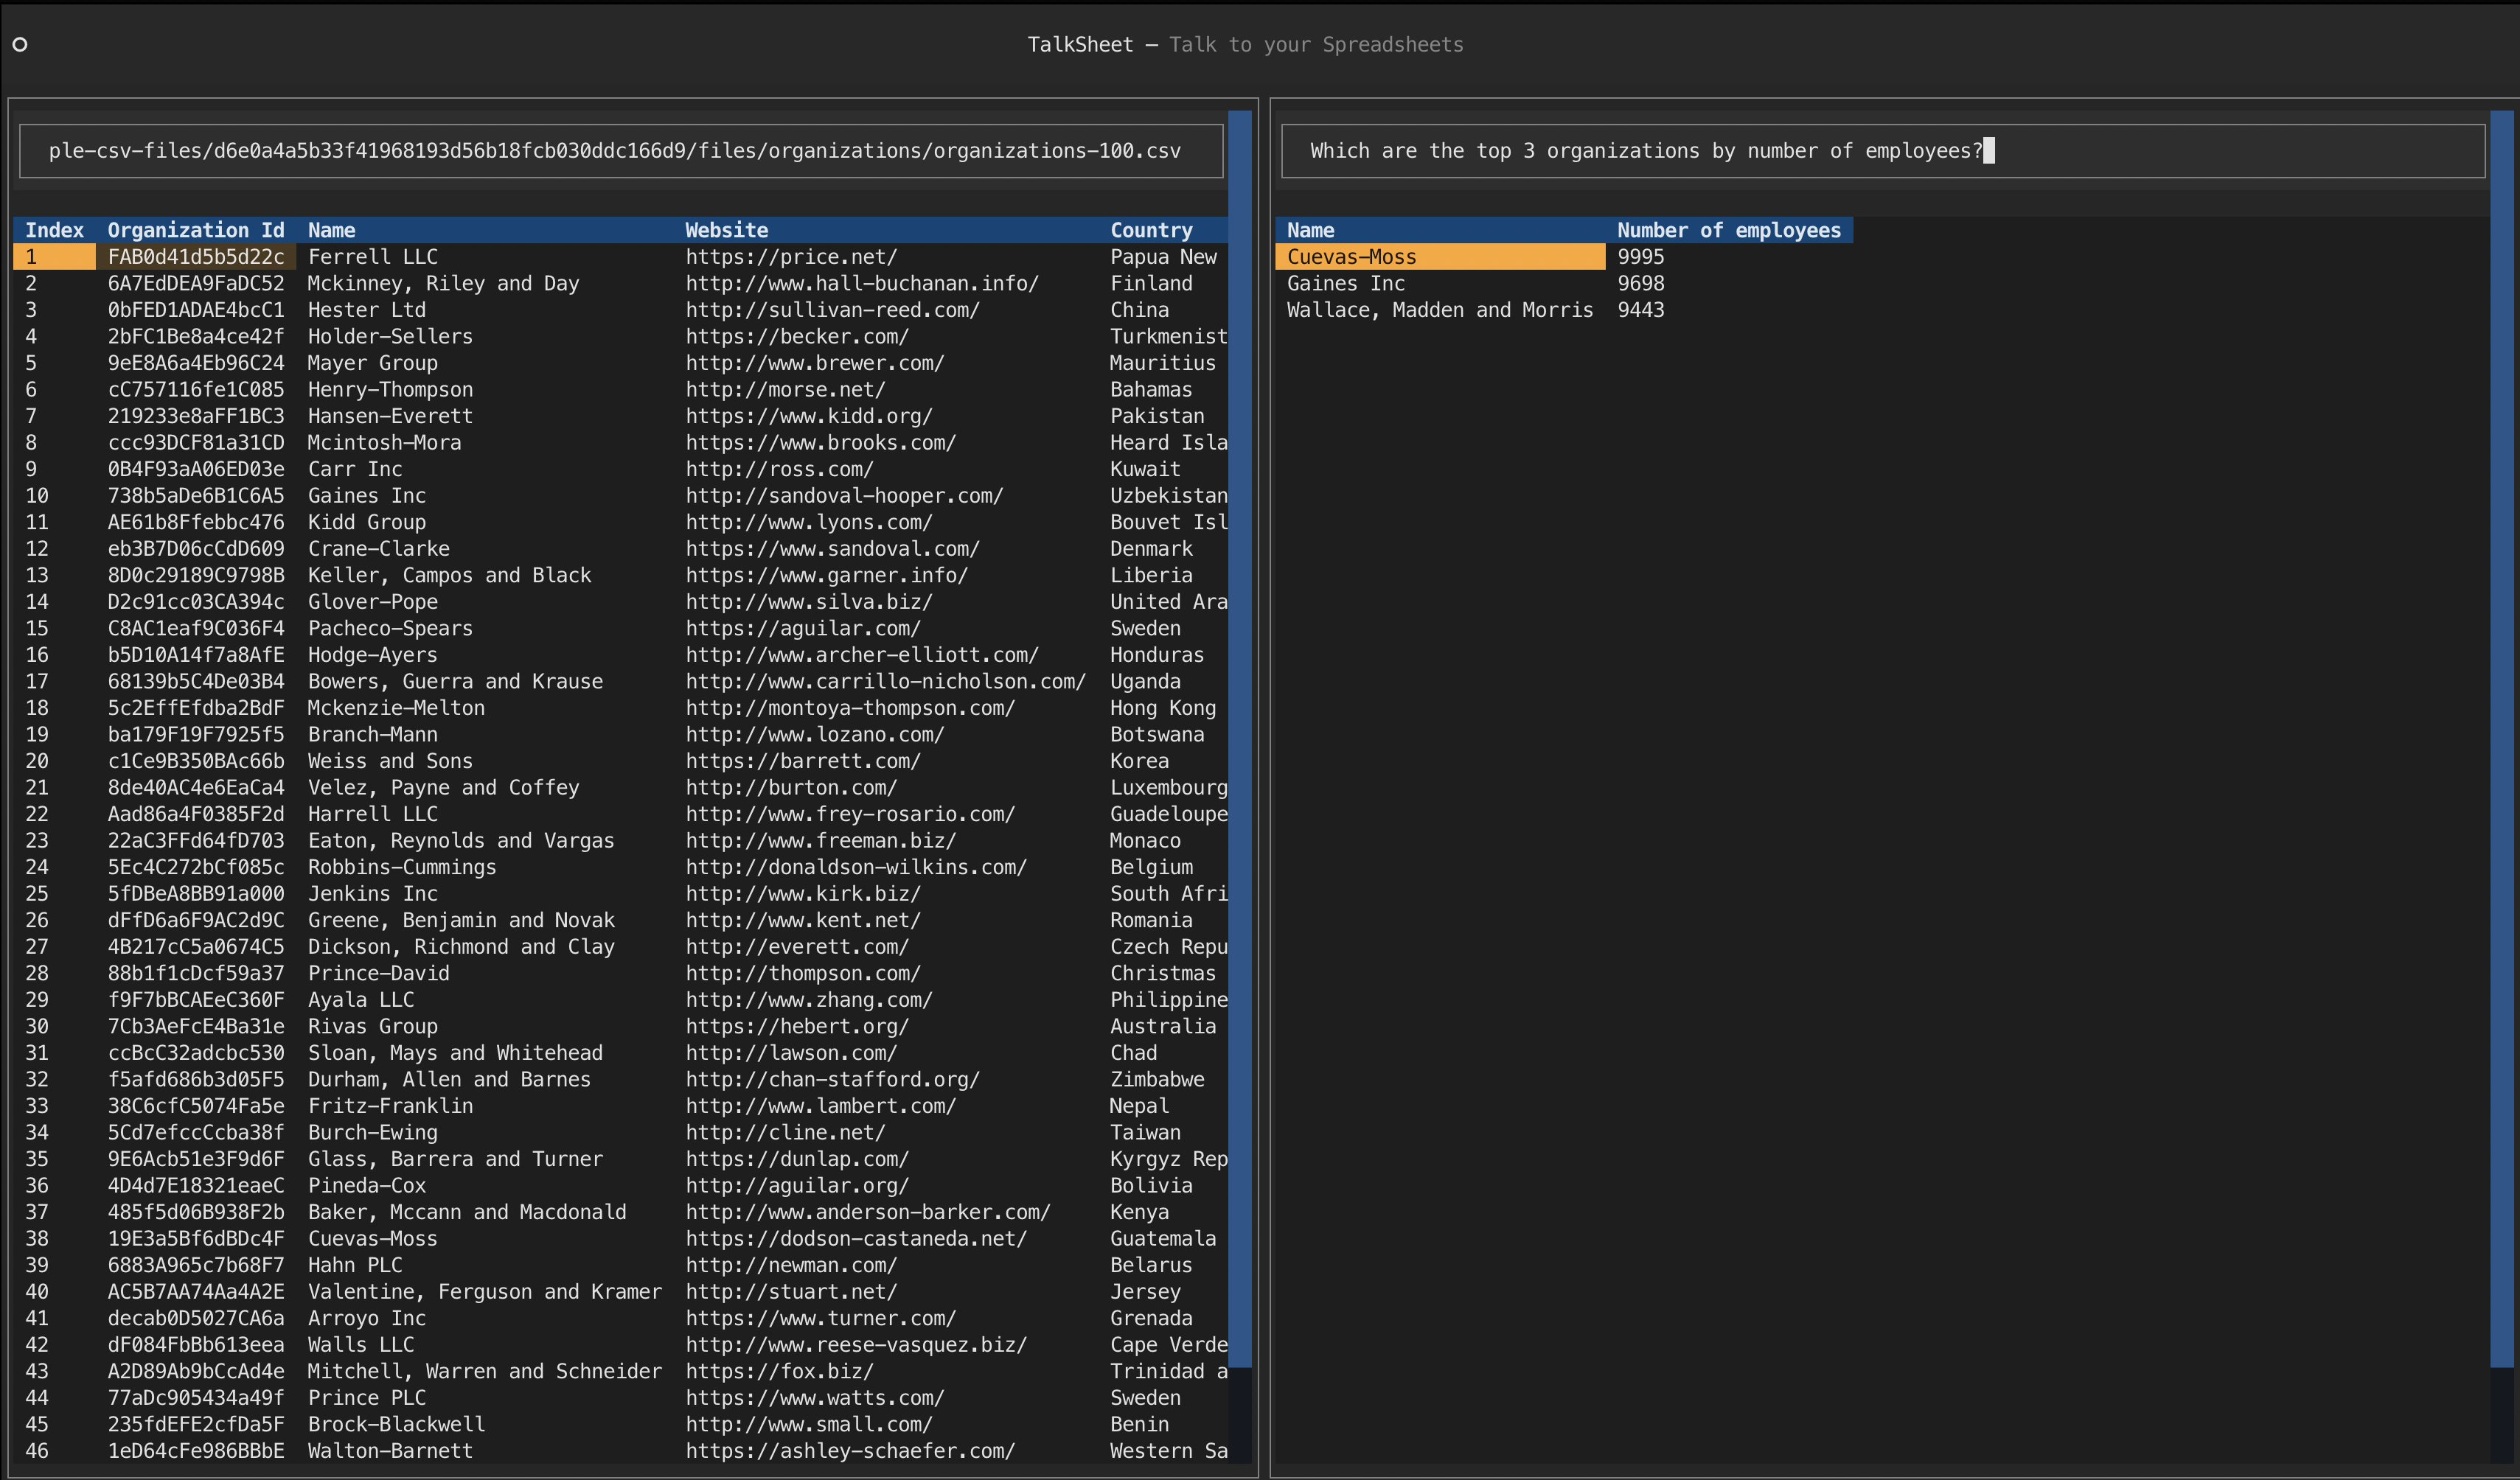 TalkSheet — Talk to your Spreadsheets
ple-csv-files/d6e0a4a5b33f41968193d56b18fcb030ddc166d9/files/organizations/organizations-100.csv
Index Organization Id Name Website Country
1 FAB0d41d5b5d22c Ferrell LLC https://price.net/ Papua New
2 6A7EdDEA9FaDC52 Mckinney, Riley and Day http://www.hall-buchanan.info/ Finland
3 0bFED1ADAE4bcC1 Hester Ltd http://sullivan-reed.com/ China
4 2bFC1Be8a4ce42f Holder-Sellers https://becker.com/ Turkmenist
5 9eE8A6a4Eb96C24 Mayer Group http://www.brewer.com/ Mauritius
6 cC757116fe1C085 Henry-Thompson http://morse.net/ Bahamas
7 219233e8aFF1BC3 Hansen-Everett https://www.kidd.org/ Pakistan
8 ccc93DCF81a31CD Mcintosh-Mora https://www.brooks.com/ Heard Isla
9 0B4F93aA06ED03e Carr Inc http://ross.com/ Kuwait
10 738b5aDe6B1C6A5 Gaines Inc http://sandoval-hooper.com/ Uzbekistan
11 AE61b8Ffebbc476 Kidd Group http://www.lyons.com/ Bouvet Isl
12 eb3B7D06cCdD609 Crane-Clarke https://www.sandoval.com/ Denmark
13 8D0c29189C9798B Keller, Campos and Black https://www.garner.info/ Liberia
14 D2c91cc03CA394c Glover-Pope http://www.silva.biz/ United Ara
15 C8AC1eaf9C036F4 Pacheco-Spears https://aguilar.com/ Sweden
16 b5D10A14f7a8AfE Hodge-Ayers http://www.archer-elliott.com/ Honduras
17 68139b5C4De03B4 Bowers, Guerra and Krause http://www.carrillo-nicholson.com/ Uganda
18 5c2EffEfdba2BdF Mckenzie-Melton http://montoya-thompson.com/ Hong Kong
19 ba179F19F7925f5 Branch-Mann http://www.lozano.com/ Botswana
20 c1Ce9B350BAc66b Weiss and Sons https://barrett.com/ Korea
21 8de40AC4e6EaCa4 Velez, Payne and Coffey http://burton.com/ Luxembourg
22 Aad86a4F0385F2d Harrell LLC http://www.frey-rosario.com/ Guadeloupe
23 22aC3FFd64fD703 Eaton, Reynolds and Vargas http://www.freeman.biz/ Monaco
24 5Ec4C272bCf085c Robbins-Cummings http://donaldson-wilkins.com/ Belgium
25 5fDBeA8BB91a000 Jenkins Inc http://www.kirk.biz/ South Afri
26 dFfD6a6F9AC2d9C Greene, Benjamin and Novak http://www.kent.net/ Romania
27 4B217cC5a0674C5 Dickson, Richmond and Clay http://everett.com/ Czech Repu
28 88b1f1cDcf59a37 Prince-David http://thompson.com/ Christmas
29 f9F7bBCAEeC360F Ayala LLC http://www.zhang.com/ Philippine
30 7Cb3AeFcE4Ba31e Rivas Group https://hebert.org/ Australia
31 ccBcC32adcbc530 Sloan, Mays and Whitehead http://lawson.com/ Chad
32 f5afd686b3d05F5 Durham, Allen and Barnes http://chan-stafford.org/ Zimbabwe
33 38C6cfC5074Fa5e Fritz-Franklin http://www.lambert.com/ Nepal
34 5Cd7efccCcba38f Burch-Ewing http://cline.net/ Taiwan
35 9E6Acb51e3F9d6F Glass, Barrera and Turner https://dunlap.com/ Kyrgyz Rep
36 4D4d7E18321eaeC Pineda-Cox http://aguilar.org/ Bolivia
37 485f5d06B938F2b Baker, Mccann and Macdonald http://www.anderson-barker.com/ Kenya
38 19E3a5Bf6dBDc4F Cuevas-Moss https://dodson-castaneda.net/ Guatemala
39 6883A965c7b68F7 Hahn PLC http://newman.com/ Belarus
40 AC5B7AA74Aa4A2E Valentine, Ferguson and Kramer http://stuart.net/ Jersey
41 decab0D5027CA6a Arroyo Inc https://www.turner.com/ Grenada
42 dF084FbBb613eea Walls LLC http://www.reese-vasquez.biz/ Cape Verde
43 A2D89Ab9bCcAd4e Mitchell, Warren and Schneider https://fox.biz/ Trinidad a
44 77aDc905434a49f Prince PLC https://www.watts.com/ Sweden
45 235fdEFE2cfDa5F Brock-Blackwell http://www.small.com/ Benin
46 1eD64cFe986BBbE Walton-Barnett https://ashley-schaefer.com/ Western Sa
Which are the top 3 organizations by number of employees?
Name Number of employees
Cuevas-Moss 9995
Gaines Inc 9698
Wallace, Madden and Morris 9443